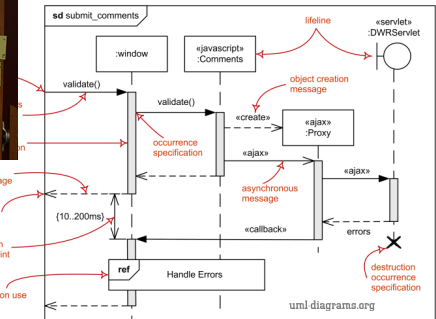 sd submit_comments
lifeline
«servlet»
:DWRServlet
:window
«javascript»
:Comments
validate()
object creation
message
validate()
«create»
«ajax»
:Proxy
occurrence
specification
«ajax»
«ajax»
asynchronous
message
{10..200ms}
«callback»
errors
ref
Handle Errors
destruction
occurrence
specification
uml-diagrams.org